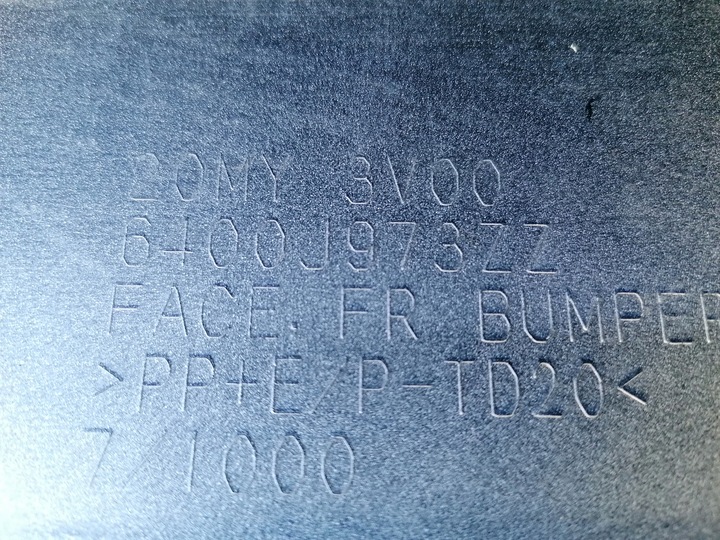 20MY 3V00
6400J973ZZ
FACE, FR BUMPER
>PP+E/P-TD20<
7/1000